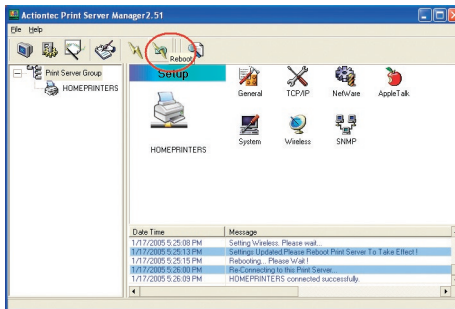 Actiontec Print Server Manager2.51
File Help
Reboot
Print Server Group
HOMEPRINTERS
Setup
HOMEPRINTERS
General TCP/IP NetWare AppleTalk
System Wireless SNMP
Date Time Message
1/17/2005 5:25:08 PM Setting Wireless. Please wait...
1/17/2005 5:25:13 PM Settings Updated.Please Reboot Print Server To Take Effect !
1/17/2005 5:25:15 PM Rebooting... Please Wait !
1/17/2005 5:26:00 PM Re-Connecting to this Print Server...
1/17/2005 5:26:09 PM HOMEPRINTERS connected successfully.